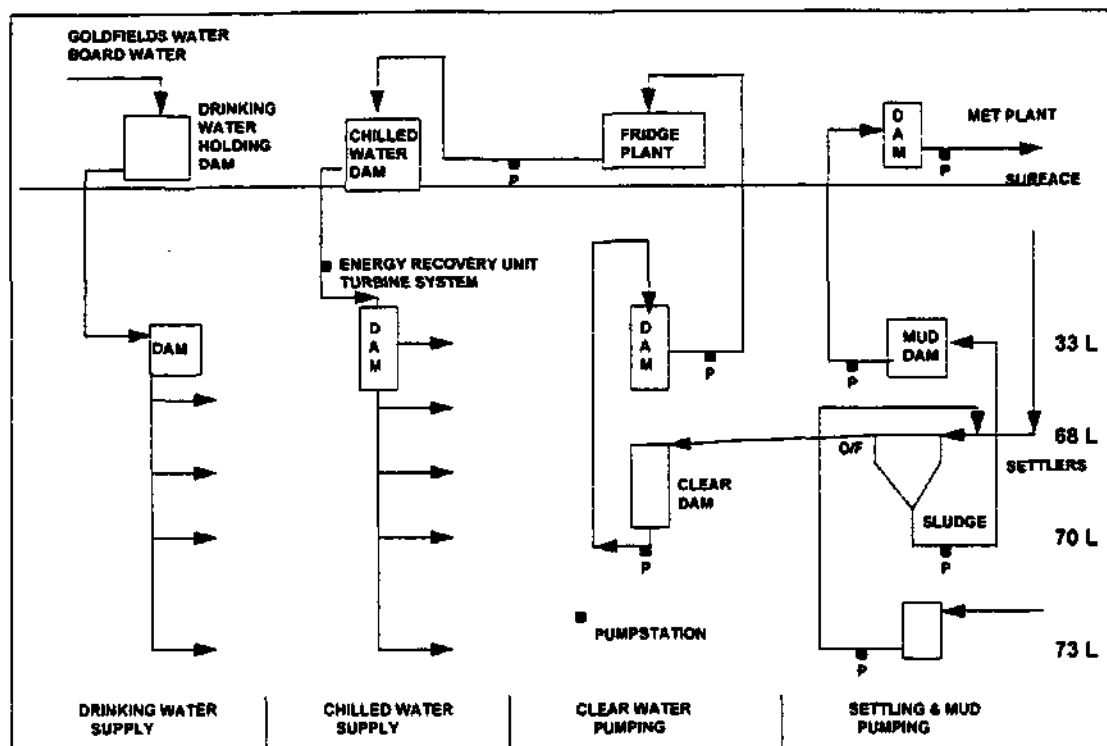 GOLDFIELDS WATER
BOARD WATER
DRINKING
WATER
HOLDING
DAM
CHILLED
WATER
DAM
FRIDGE
PLANT
P
D
A
M
P
MET PLANT
SURFACE
ENERGY RECOVERY UNIT
TURBINE SYSTEM
DAM
D
A
M
D
A
M
P
MUD
DAM
P
33 L
68 L
O/F
SETTLERS
CLEAR
DAM
SLUDGE
70 L
P
P
PUMPSTATION
P
73 L
DRINKING WATER
SUPPLY
CHILLED WATER
SUPPLY
CLEAR WATER
PUMPING
SETTLING & MUD
PUMPING